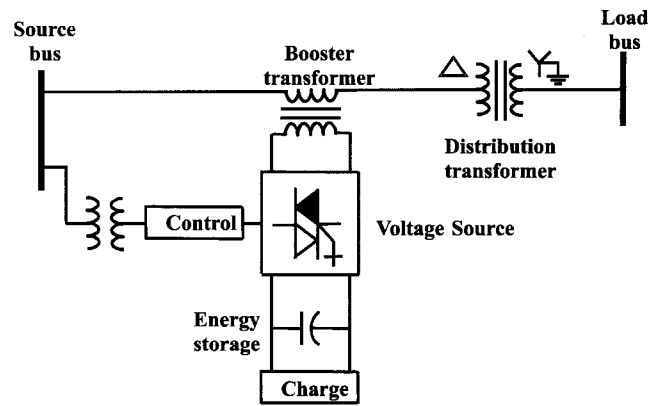 Source
bus
Booster
transformer
Load
bus
Distribution
transformer
Control
Voltage Source
Energy
storage
Charge